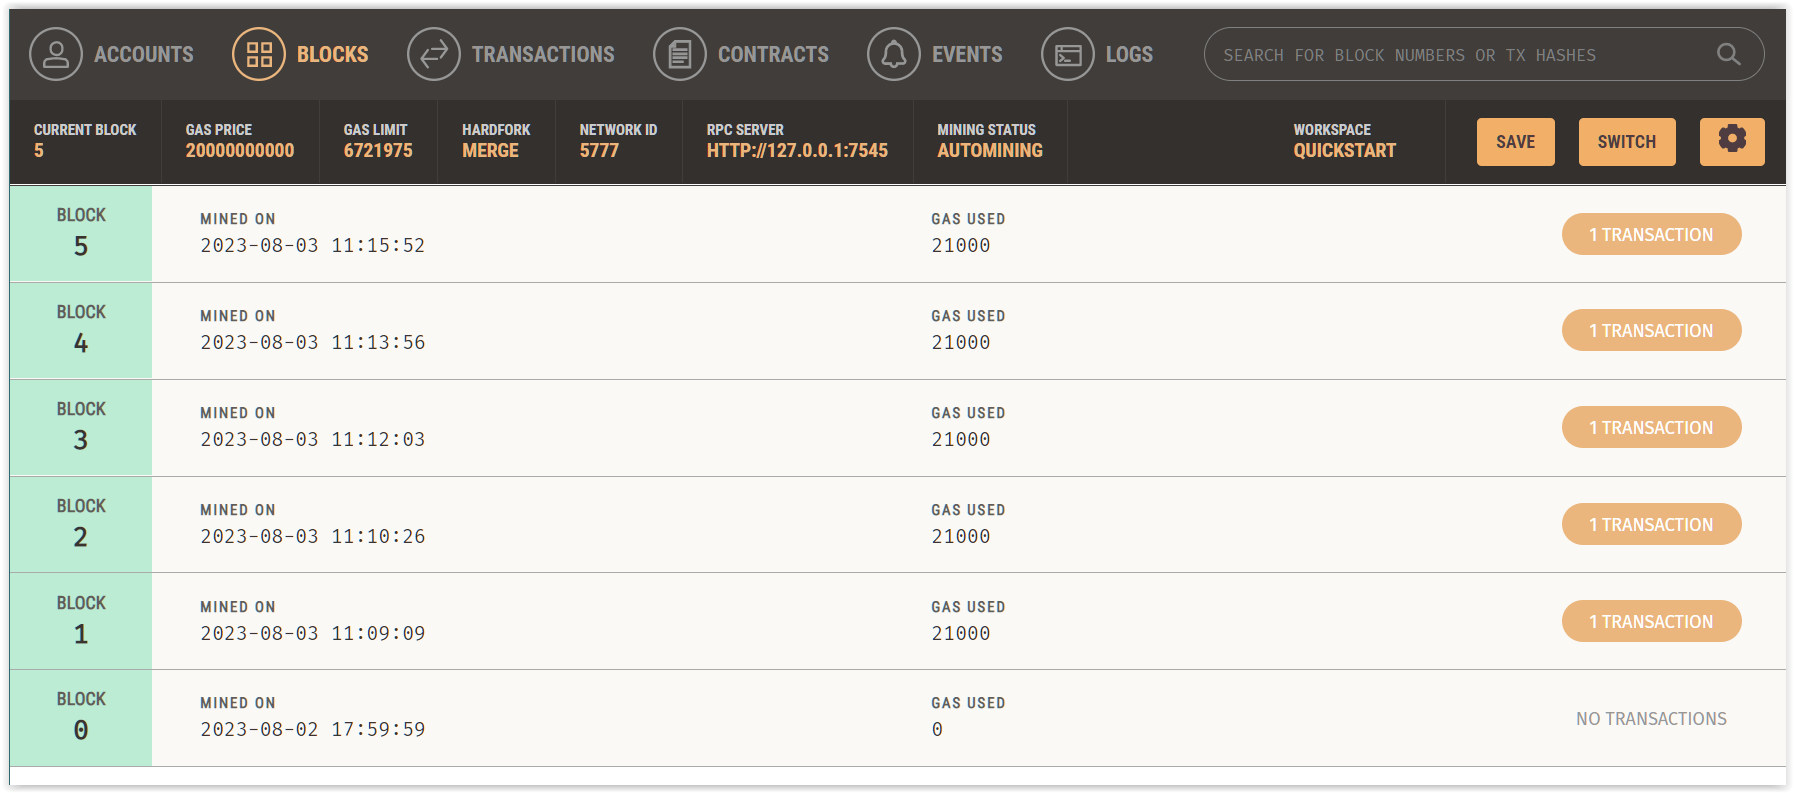 ACCOUNTS BLOCKS TRANSACTIONS CONTRACTS EVENTS LOGS SEARCH FOR BLOCK NUMBERS OR TX HASHES
CURRENT BLOCK GAS PRICE GAS LIMIT HARDFORK NETWORK ID RPC SERVER MINING STATUS WORKSPACE
5 20000000000 6721975 MERGE 5777 HTTP://127.0.0.1:7545 AUTOMINING QUICKSTART SAVE SWITCH
BLOCK MINED ON GAS USED
5 2023-08-03 11:15:52 21000 1 TRANSACTION
BLOCK MINED ON GAS USED
4 2023-08-03 11:13:56 21000 1 TRANSACTION
BLOCK MINED ON GAS USED
3 2023-08-03 11:12:03 21000 1 TRANSACTION
BLOCK MINED ON GAS USED
2 2023-08-03 11:10:26 21000 1 TRANSACTION
BLOCK MINED ON GAS USED
1 2023-08-03 11:09:09 21000 1 TRANSACTION
BLOCK MINED ON GAS USED
0 2023-08-02 17:59:59 0 NO TRANSACTIONS